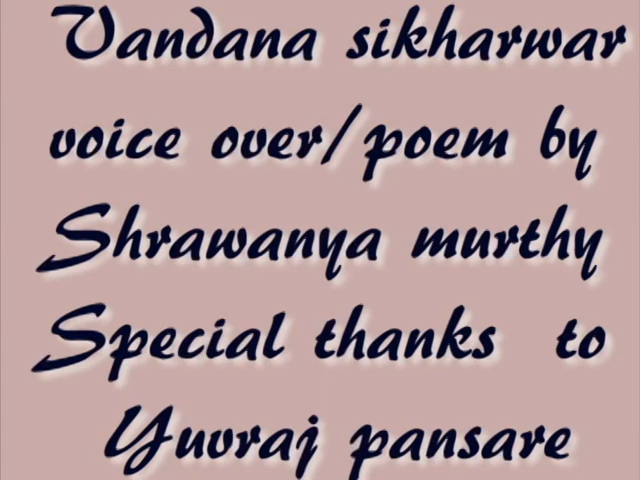 Vandana sikharwar
voice over/poem by
Shrawanya murthy
Special thanks to
Yuvraj pansare